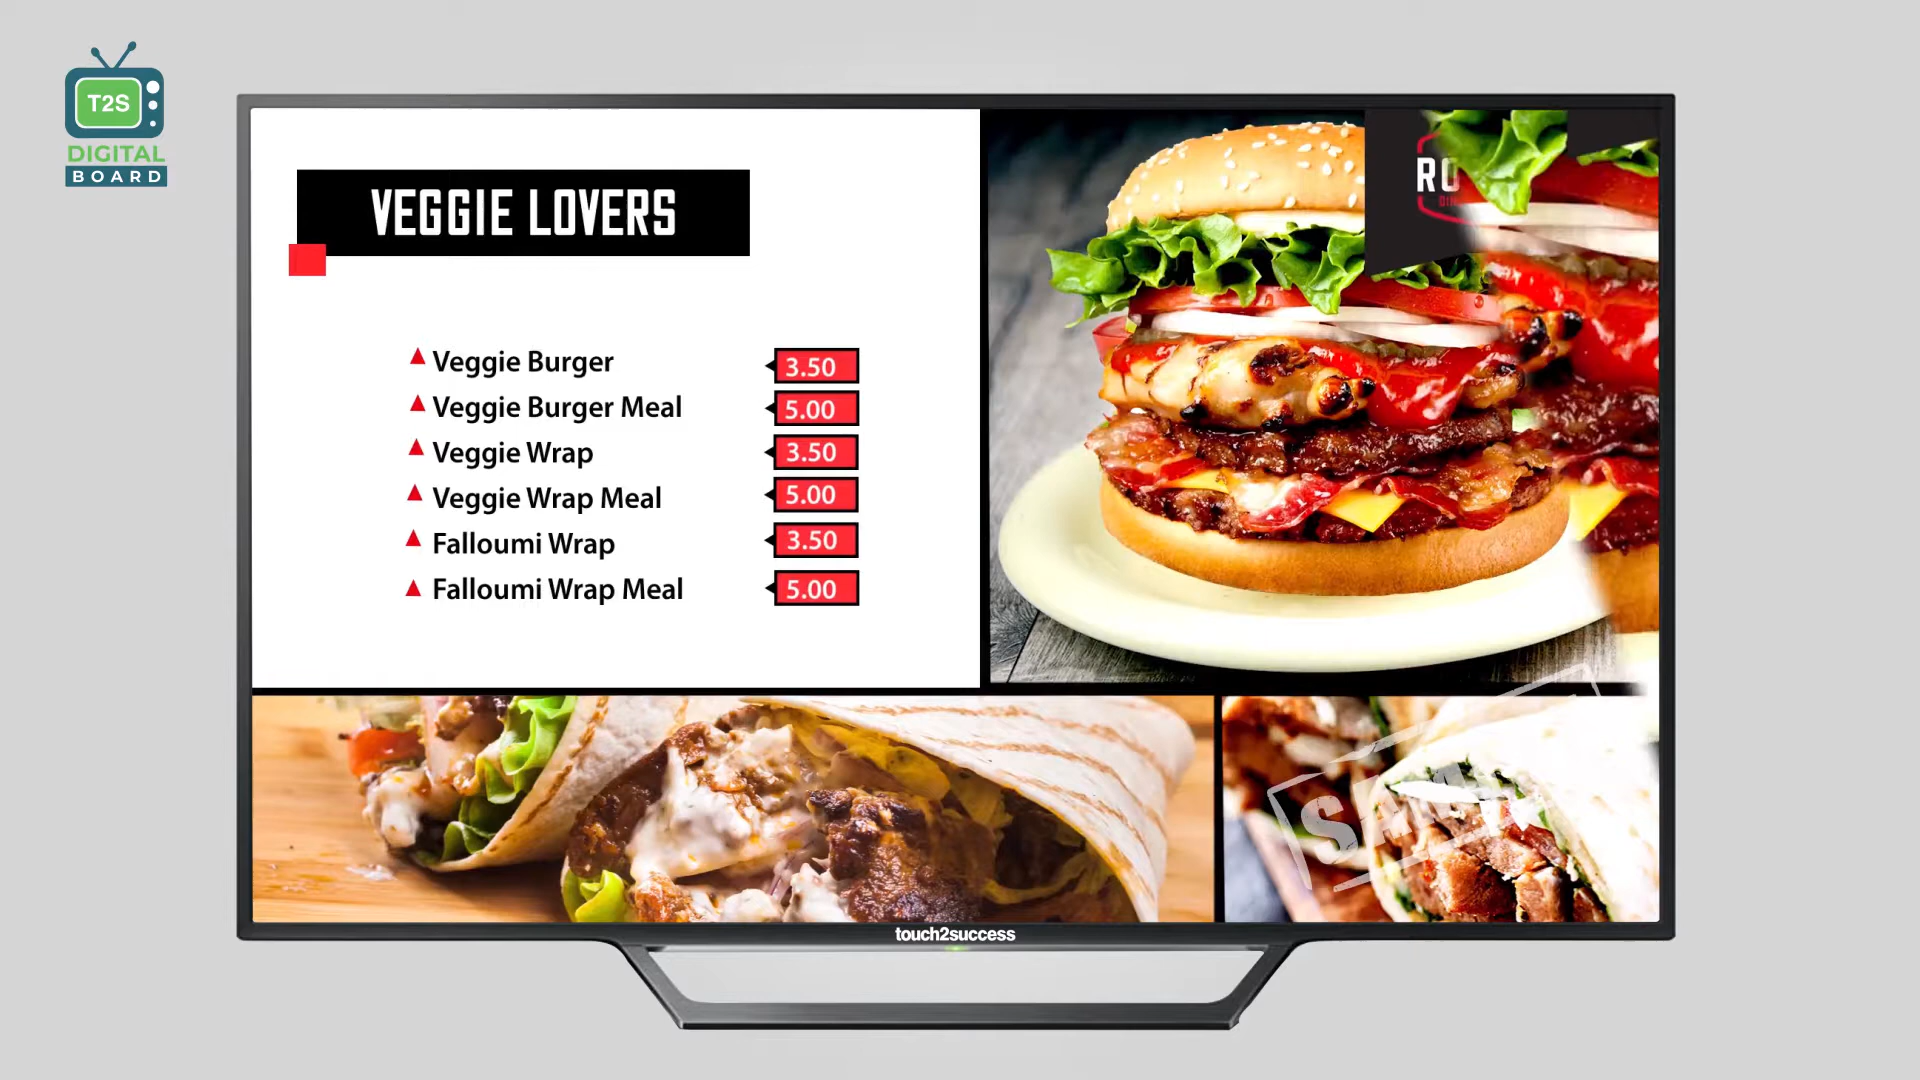 T2S
DIGITAL
BOARD
VEGGIE LOVERS
Veggie Burger 3.50
Veggie Burger Meal 5.00
Veggie Wrap 3.50
Veggie Wrap Meal 5.00
Falloumi Wrap 3.50
Falloumi Wrap Meal 5.00
touch2success